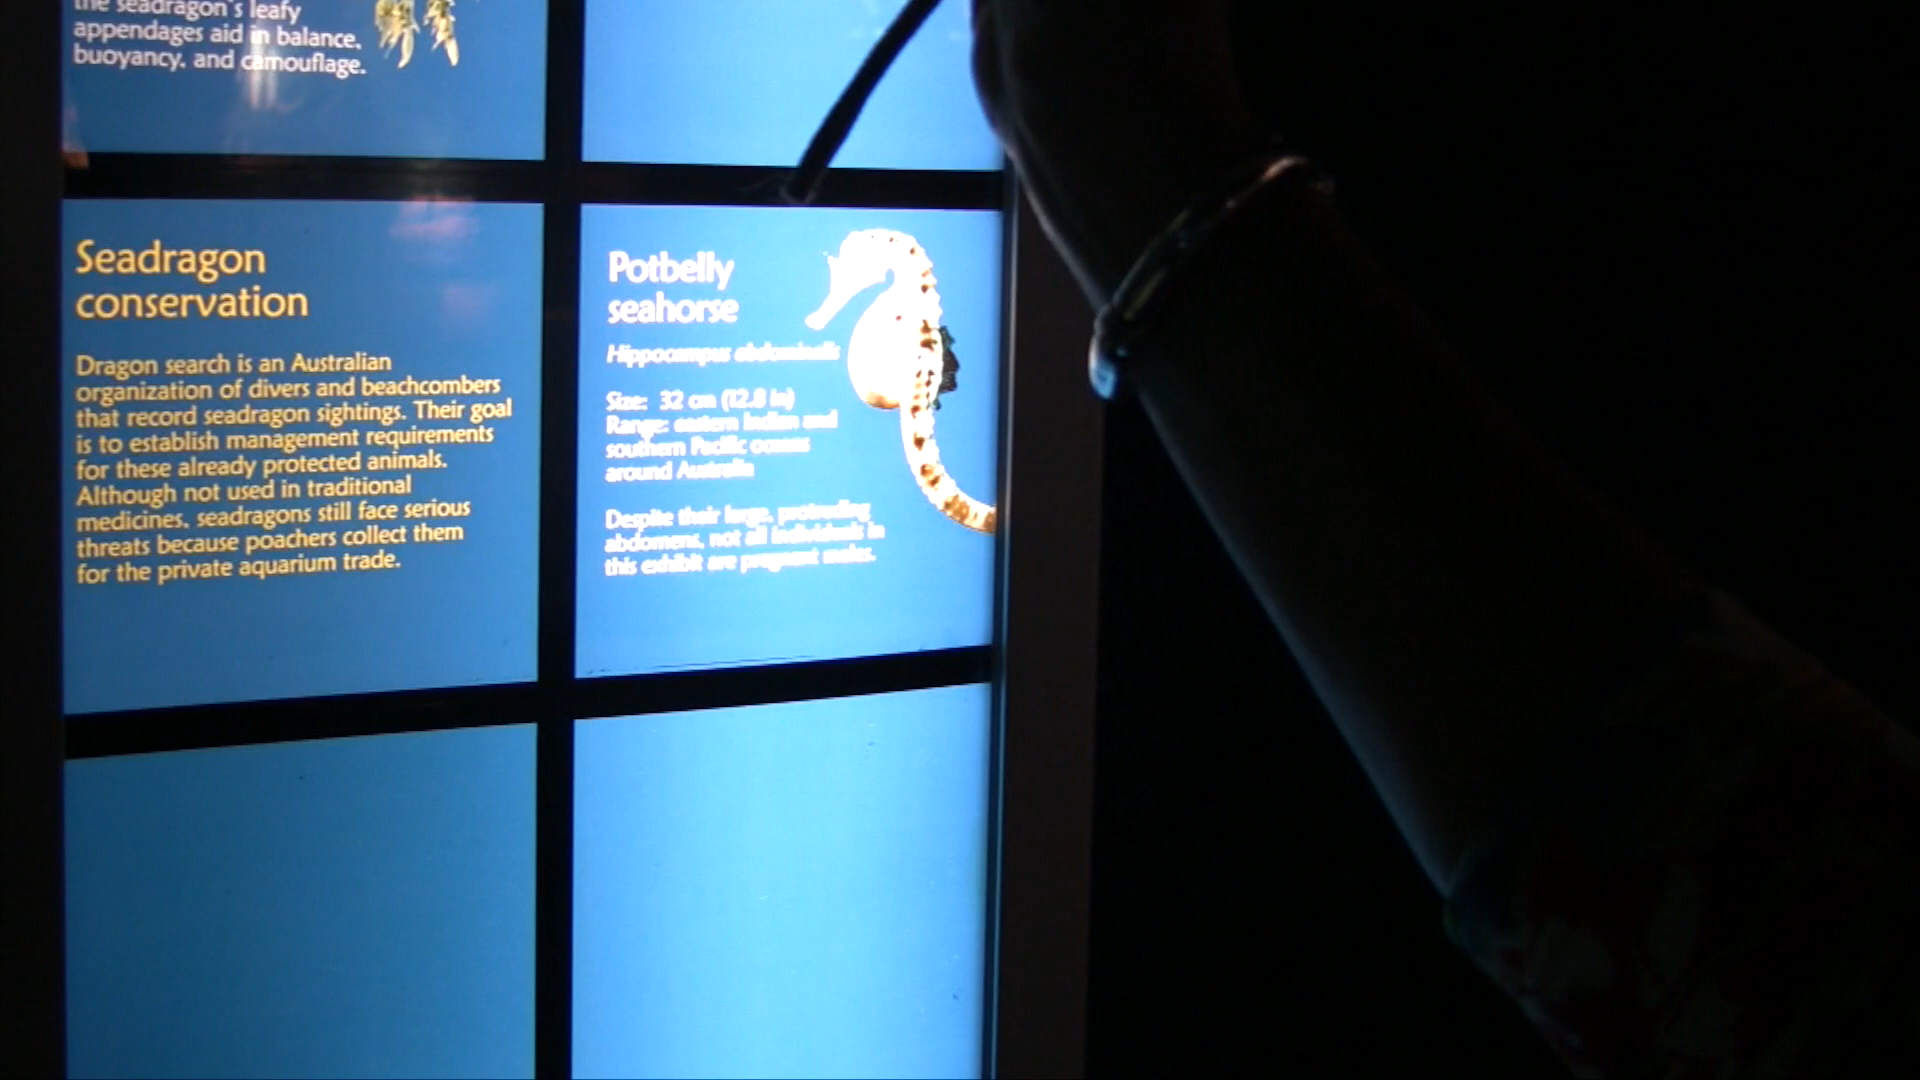 the seadragon's leafy
appendages aid in balance,
buoyancy, and camouflage.
Seadragon
conservation
Dragon search is an Australian
organization of divers and beachcombers
that record seadragon sightings. Their goal
is to establish management requirements
for these already protected animals.
Although not used in traditional
medicines, seadragons still face serious
threats because poachers collect them
for the private aquarium trade.
Potbelly
seahorse
Hippocampus abdominalis
Size: 32 cm (12.8 in)
Range: eastern Indian and
southern Pacific oceans
around Australia
Despite their large, protruding
abdomens, not all individuals in
this exhibit are pregnant males.